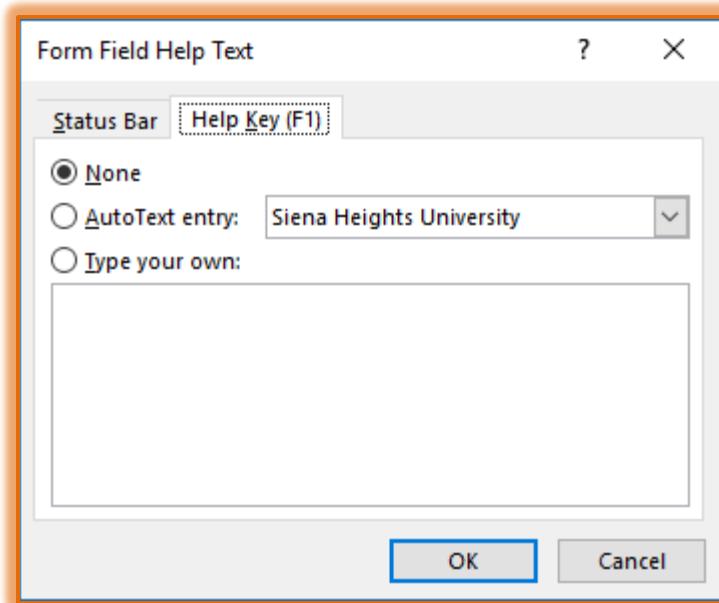 Form Field Help Text ?
Status Bar Help Key (F1)
None
AutoText entry: Siena Heights University
Type your own:
OK Cancel